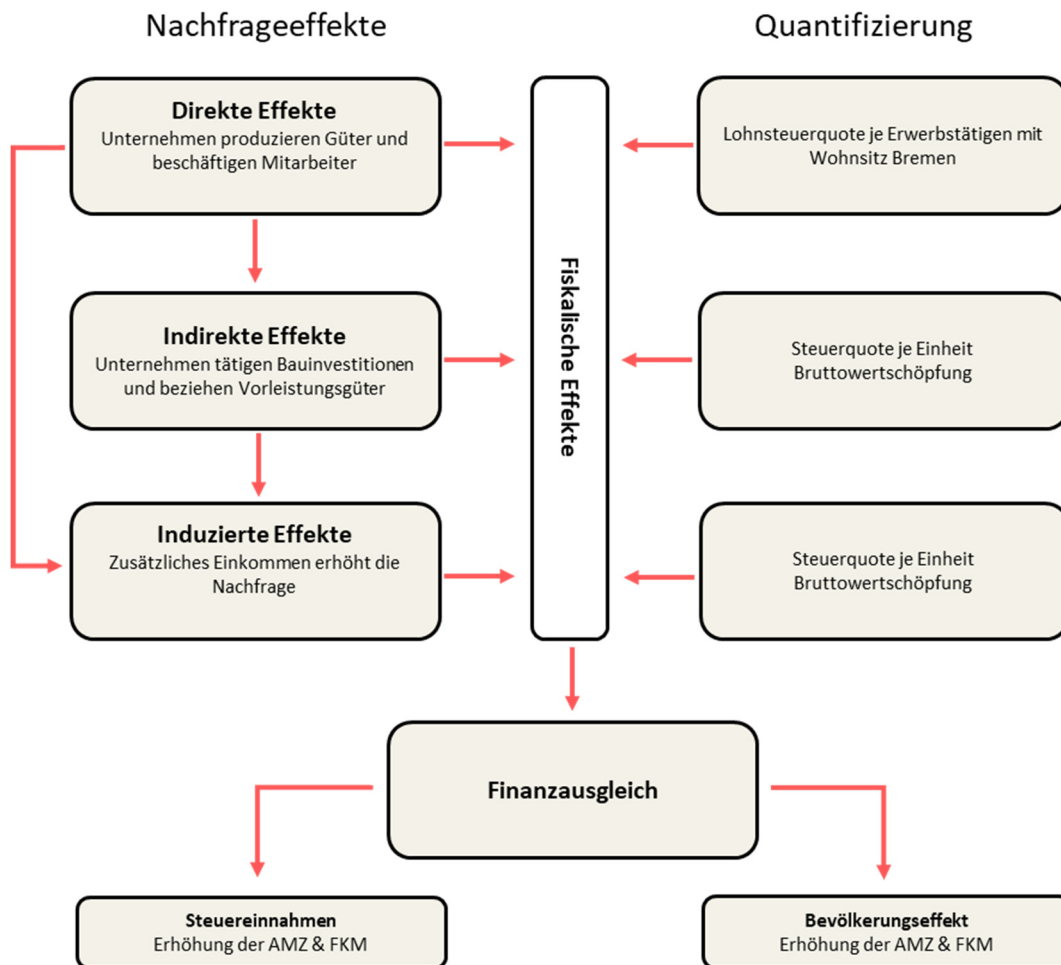 Nachfrageeffekte
Quantifizierung
Direkte Effekte
Unternehmen produzieren Güter und
beschäftigen Mitarbeiter
Lohnsteuerquote je Erwerbstätigen mit
Wohnsitz Bremen
Fiskalische Effekte
Indirekte Effekte
Unternehmen tätigen Bauinvestitionen
und beziehen Vorleistungsgüter
Steuerquote je Einheit
Bruttowertschöpfung
Induzierte Effekte
Zusätzliches Einkommen erhöht die
Nachfrage
Steuerquote je Einheit
Bruttowertschöpfung
Finanzausgleich
Steuereinnahmen
Erhöhung der AMZ & FKM
Bevölkerungseffekt
Erhöhung der AMZ & FKM